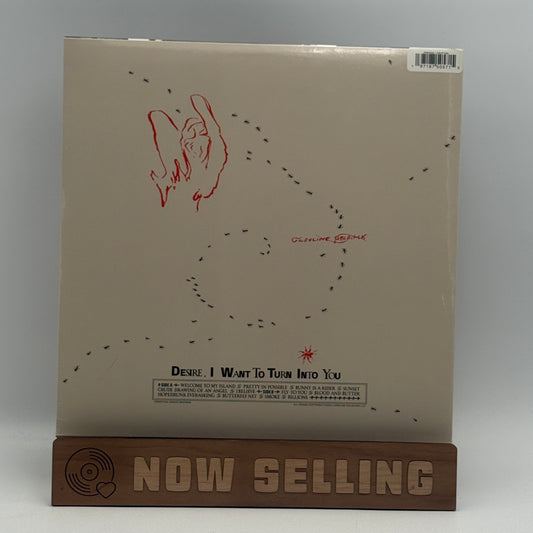 CAROLINE POLACHEK
DESIRE, I WANT TO TURN INTO YOU
SIDE A WELCOME TO MY ISLAND PRETTY IN POSSIBLE BUNNY IS A RIDER SUNSET
CRUDE DRAWING OF AN ANGEL I BELIEVE SIDE B FLY TO YOU BLOOD AND BUTTER
HOPEDRUNK EVERASKING BUTTERFLY NET SMOKE BILLIONS
NOW SELLING